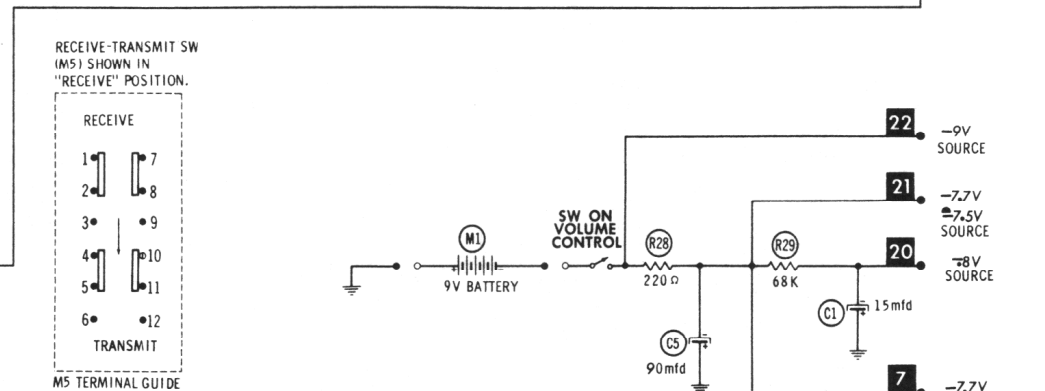 RECEIVE-TRANSMIT SW
(M5) SHOWN IN
"RECEIVE" POSITION.
RECEIVE
1 7
2 8
3 9
4 10
5 11
6 12
TRANSMIT
M5 TERMINAL GUIDE
M1
9V BATTERY
SW ON
VOLUME
CONTROL
R28
220Ω
R29
68K
C5
90mfd
C1
15mfd
22
-9V
SOURCE
21
-7.7V
-7.5V
SOURCE
20
-.8V
SOURCE
7
-7.7V